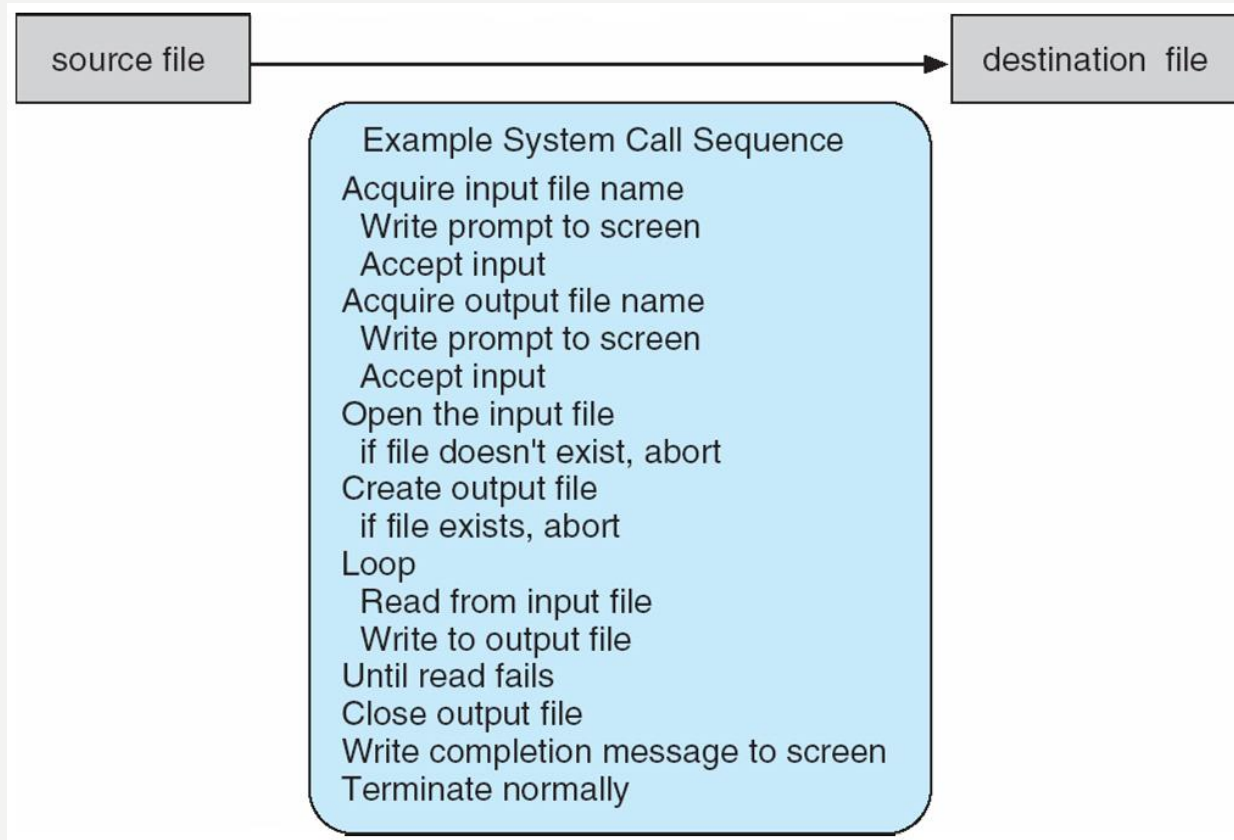 source file
destination file
Example System Call Sequence
Acquire input file name
Write prompt to screen
Accept input
Acquire output file name
Write prompt to screen
Accept input
Open the input file
if file doesn't exist, abort
Create output file
if file exists, abort
Loop
Read from input file
Write to output file
Until read fails
Close output file
Write completion message to screen
Terminate normally